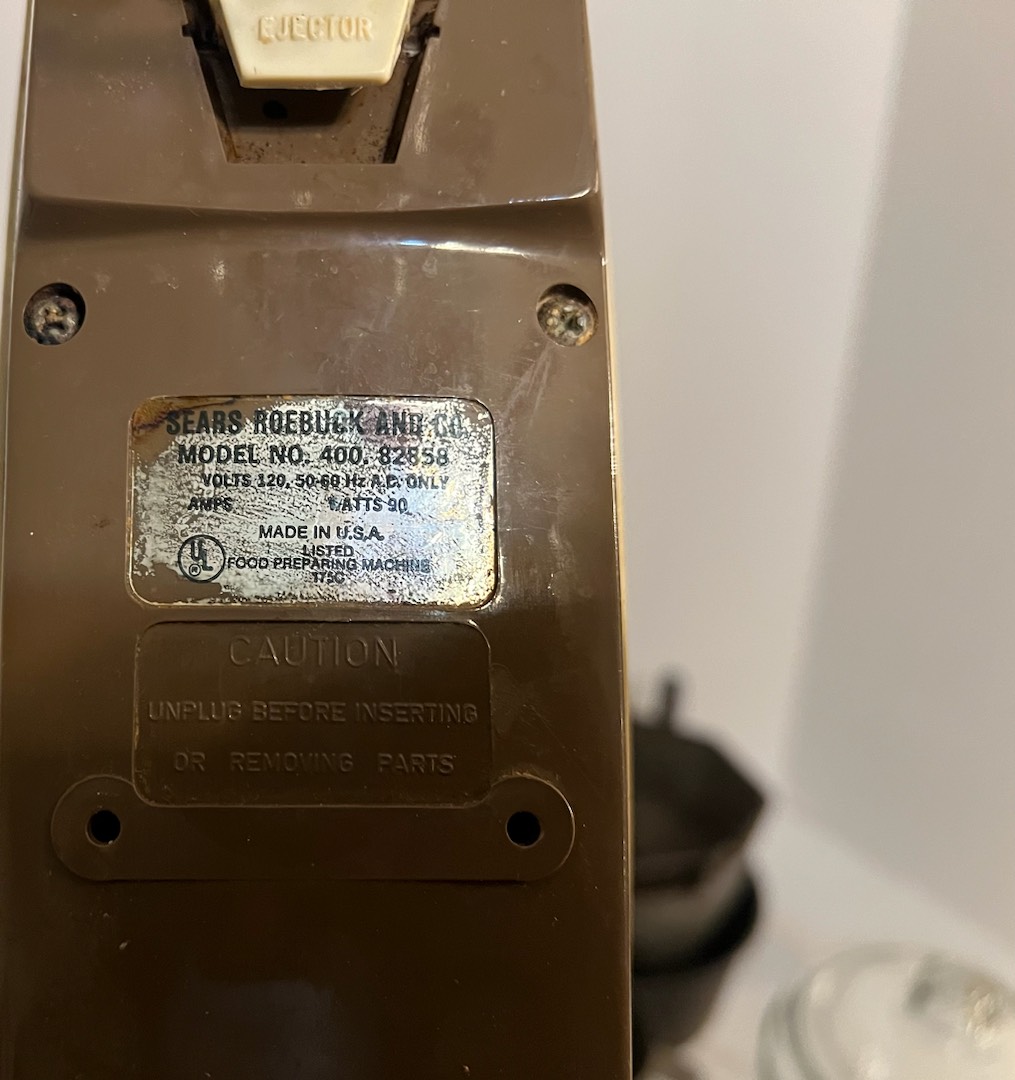 EJECTOR
SEARS ROEBUCK AND CO.
MODEL NO. 400. 82858
VOLTS 120. 50-60 Hz A.C. ONLY
AMPS WATTS 90
MADE IN U.S.A.
LISTED
UL FOOD PREPARING MACHINE
175C
CAUTION
UNPLUG BEFORE INSERTING
OR REMOVING PARTS